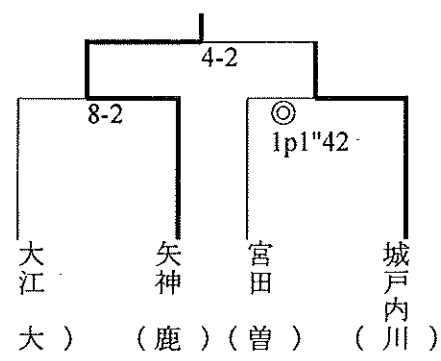 4-2
8-2
◎
1p1"42
大江
矢神
宮田
城戸内
大）
（鹿）
（曽）
（川）